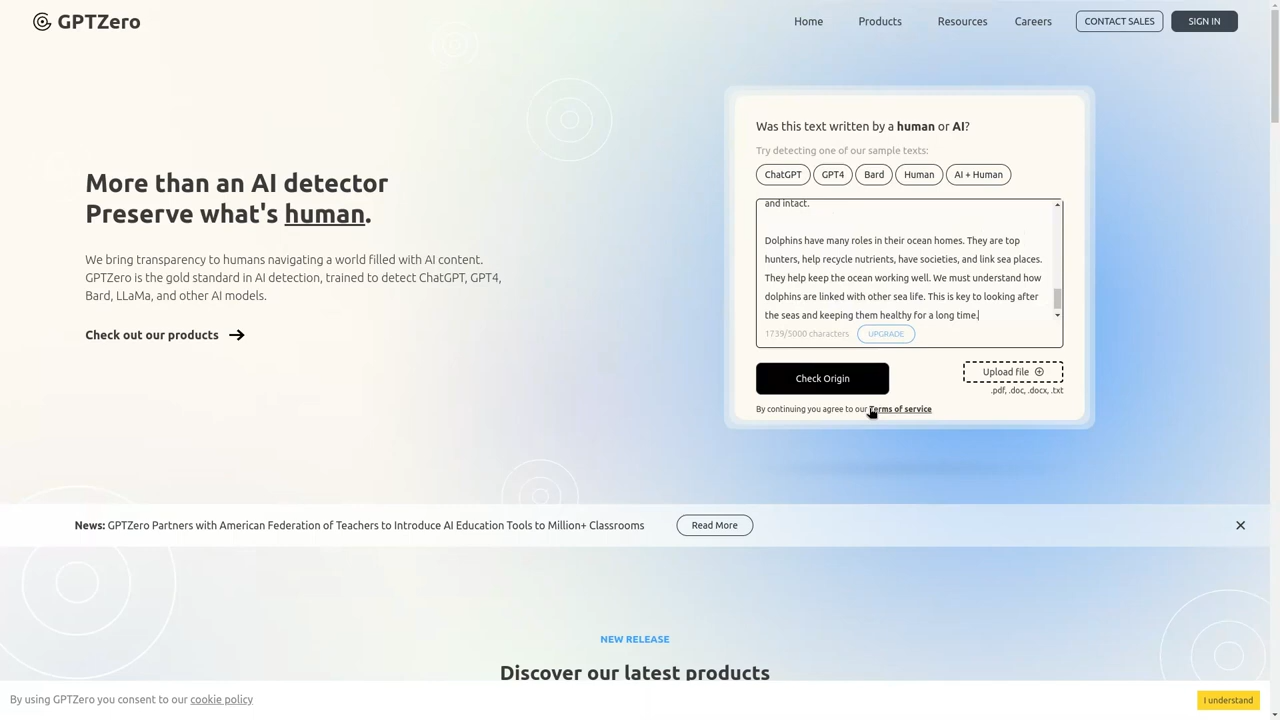 GPTZero
Home
Products
Resources
Careers
CONTACT SALES
SIGN IN
More than an AI detector
Preserve what's human.
We bring transparency to humans navigating a world filled with AI content.
GPTZero is the gold standard in AI detection, trained to detect ChatGPT, GPT4,
Bard, LLaMa, and other AI models.
Check out our products
Was this text written by a human or AI?
Try detecting one of our sample texts:
ChatGPT
GPT4
Bard
Human
AI + Human
and intact.
Dolphins have many roles in their ocean homes. They are top
hunters, help recycle nutrients, have societies, and link sea places.
They help keep the ocean working well. We must understand how
dolphins are linked with other sea life. This is key to looking after
the seas and keeping them healthy for a long time.
1739/5000 characters
UPGRADE
Check Origin
Upload file
.pdf, .doc, .docx, .txt
By continuing you agree to our Terms of service
News: GPTZero Partners with American Federation of Teachers to Introduce AI Education Tools to Million+ Classrooms
Read More
NEW RELEASE
Discover our latest products
By using GPTZero you consent to our cookie policy
I understand